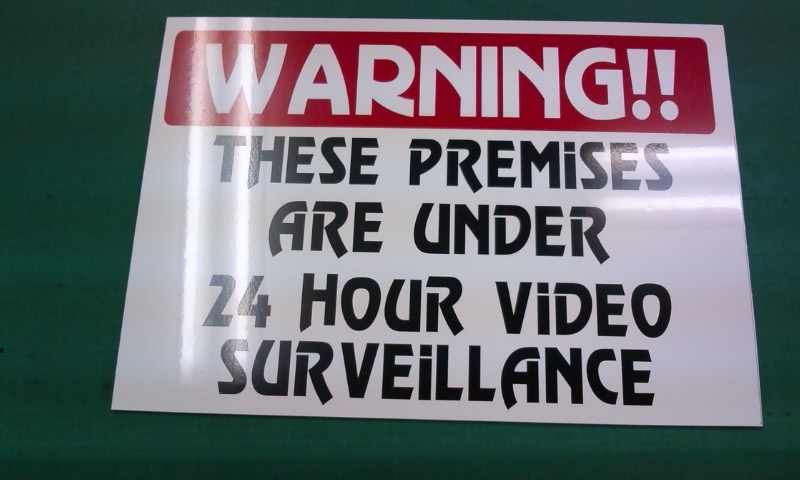 WARNING!!
THESE PREMiSES
ARE UNDER
24 HOUR ViDEO
SURVEiLLANCE